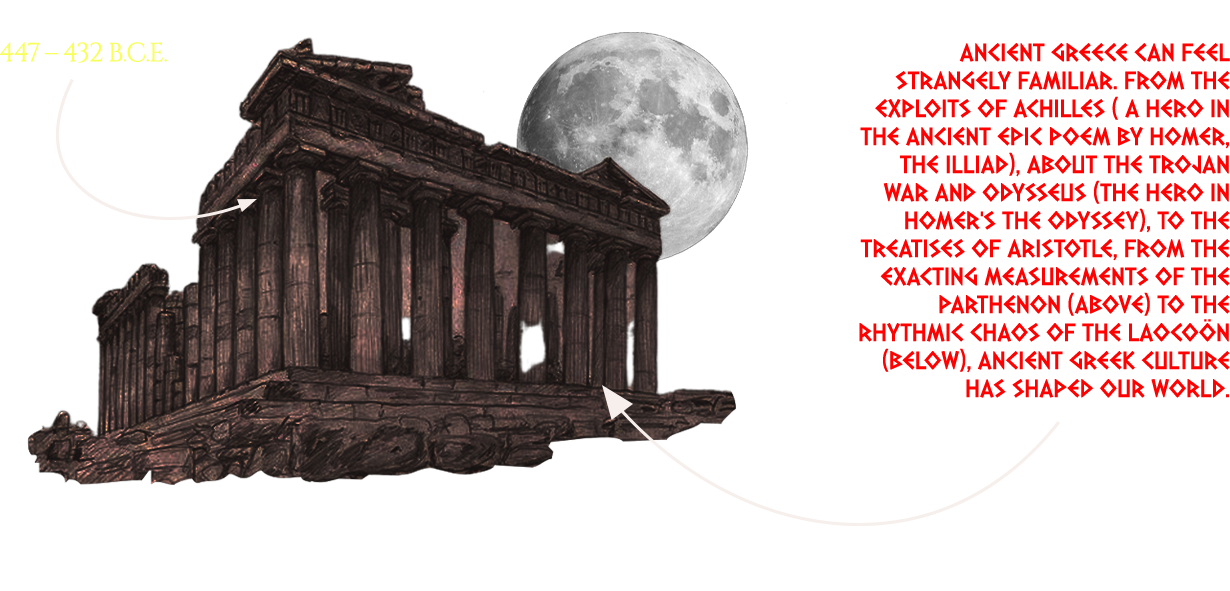 447 – 432 B.C.E.
ANCIENT GREECE CAN FEEL
STRANGELY FAMILIAR. FROM THE
EXPLOITS OF ACHILLES ( A HERO IN
THE ANCIENT EPIC POEM BY HOMER,
THE ILLIAD), ABOUT THE TROJAN
WAR AND ODYSSEUS (THE HERO IN
HOMER'S THE ODYSSEY), TO THE
TREATISES OF ARISTOTLE, FROM THE
EXACTING MEASUREMENTS OF THE
PARTHENON (ABOVE) TO THE
RHYTHMIC CHAOS OF THE LAOCOÖN
(BELOW), ANCIENT GREEK CULTURE
HAS SHAPED OUR WORLD.